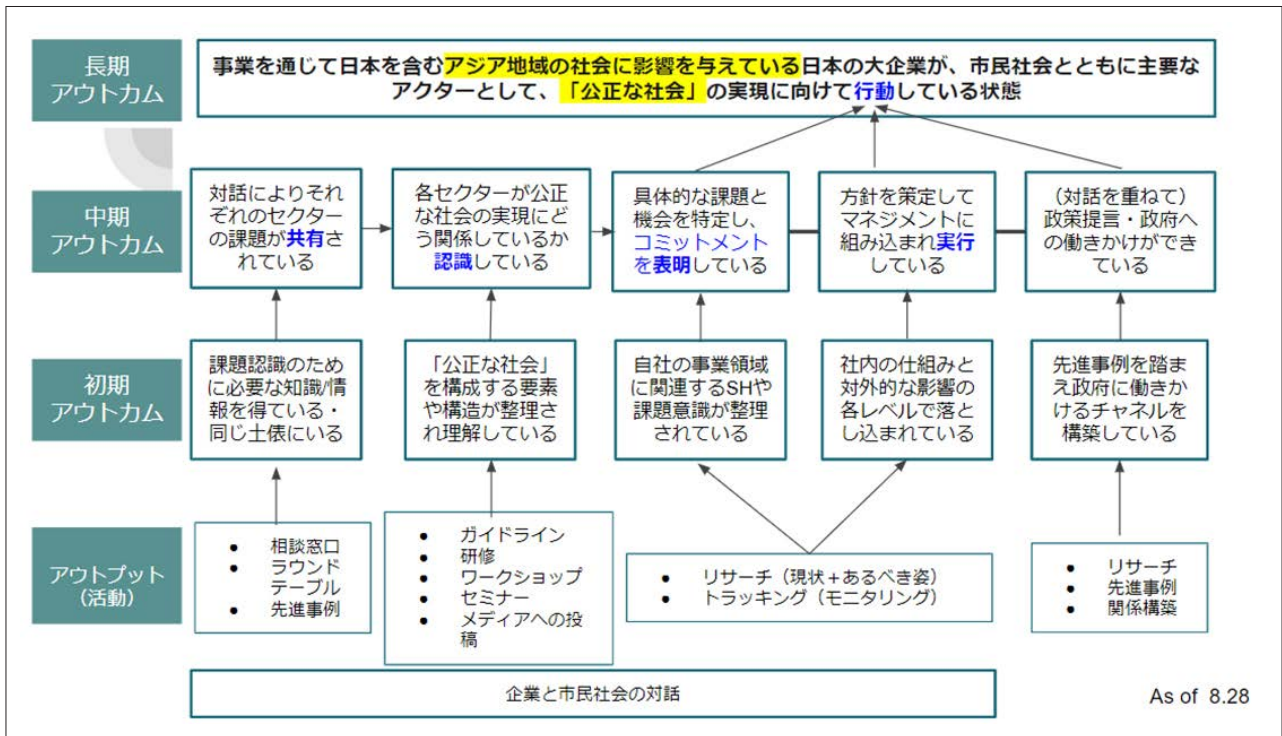 長期
アウトカム
事業を通じて日本を含むアジア地域の社会に影響を与えている日本の大企業が、市民社会とともに主要な
アクターとして、「公正な社会」の実現に向けて行動している状態
中期
アウトカム
対話によりそれ
ぞれのセクター
の課題が共有さ
れている
各セクターが公正
な社会の実現にど
う関係しているか
認識している
具体的な課題と
機会を特定し、
コミットメント
を表明している
方針を策定して
マネジメントに
組み込まれ実行
している
(対話を重ねて)
政策提言・政府へ
の働きかけができ
ている
初期
アウトカム
課題認識のため
に必要な知識/情
報を得ている・
同じ土俵にいる
「公正な社会」
を構成する要素
や構造が整理さ
れ理解している
自社の事業領域
に関連するSHや
課題意識が整理
されている
社内の仕組みと
対外的な影響の
各レベルで落と
し込まれている
先進事例を踏ま
え政府に働きか
けるチャネルを
構築している
アウトプット
(活動)
● 相談窓口
● ラウンド
テーブル
● 先進事例
● ガイドライン
● 研修
● ワークショップ
● セミナー
● メディアへの投
稿
● リサーチ(現状+あるべき姿)
● トラッキング(モニタリング)
● リサーチ
● 先進事例
● 関係構築
企業と市民社会の対話
As of 8.28